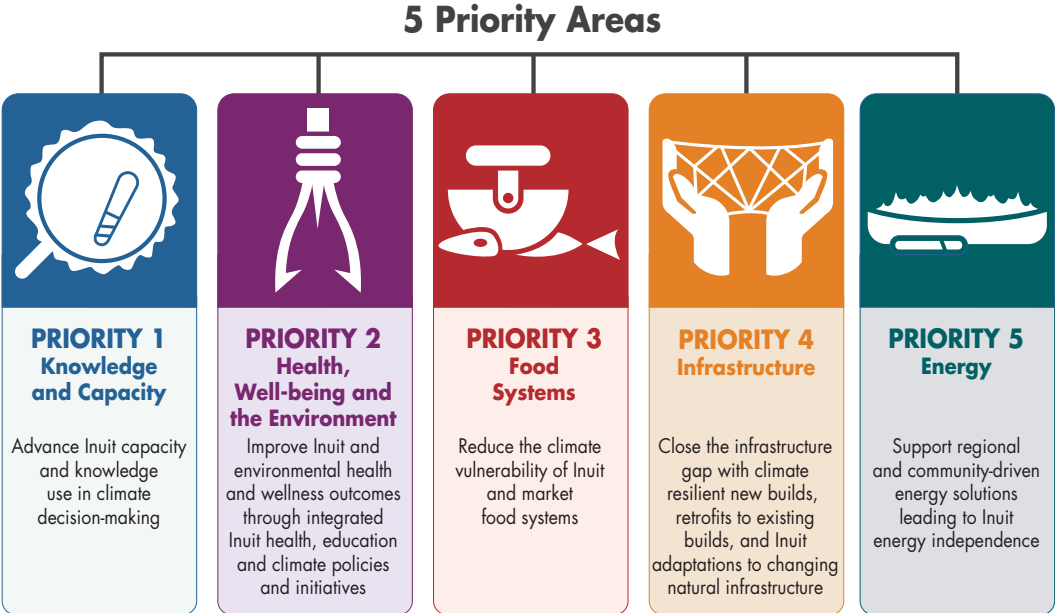 5 Priority Areas
PRIORITY 1
Knowledge
and Capacity
Advance Inuit capacity
and knowledge
use in climate
decision-making
PRIORITY 2
Health,
Well-being and
the Environment
Improve Inuit and
environmental health
and wellness outcomes
through integrated
Inuit health, education
and climate policies
and initiatives
PRIORITY 3
Food
Systems
Reduce the climate
vulnerability of Inuit
and market
food systems
PRIORITY 4
Infrastructure
Close the infrastructure
gap with climate
resilient new builds,
retrofits to existing
builds, and Inuit
adaptations to changing
natural infrastructure
PRIORITY 5
Energy
Support regional
and community-driven
energy solutions
leading to Inuit
energy independence